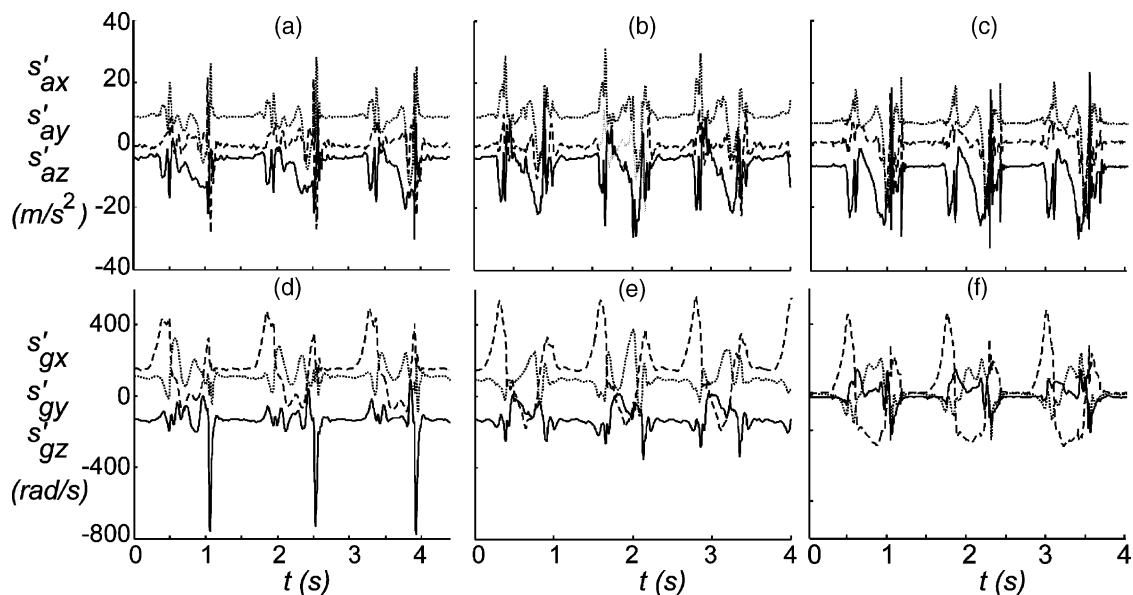 (a) (b) (c)
40
20
0
-20
-40
s'ax
s'ay
s'az
(m/s²)
(d) (e) (f)
400
0
-400
-800
s'gx
s'gy
s'gz
(rad/s)
0 1 2 3 4 0 1 2 3 4 0 1 2 3 4
t (s) t (s) t (s)